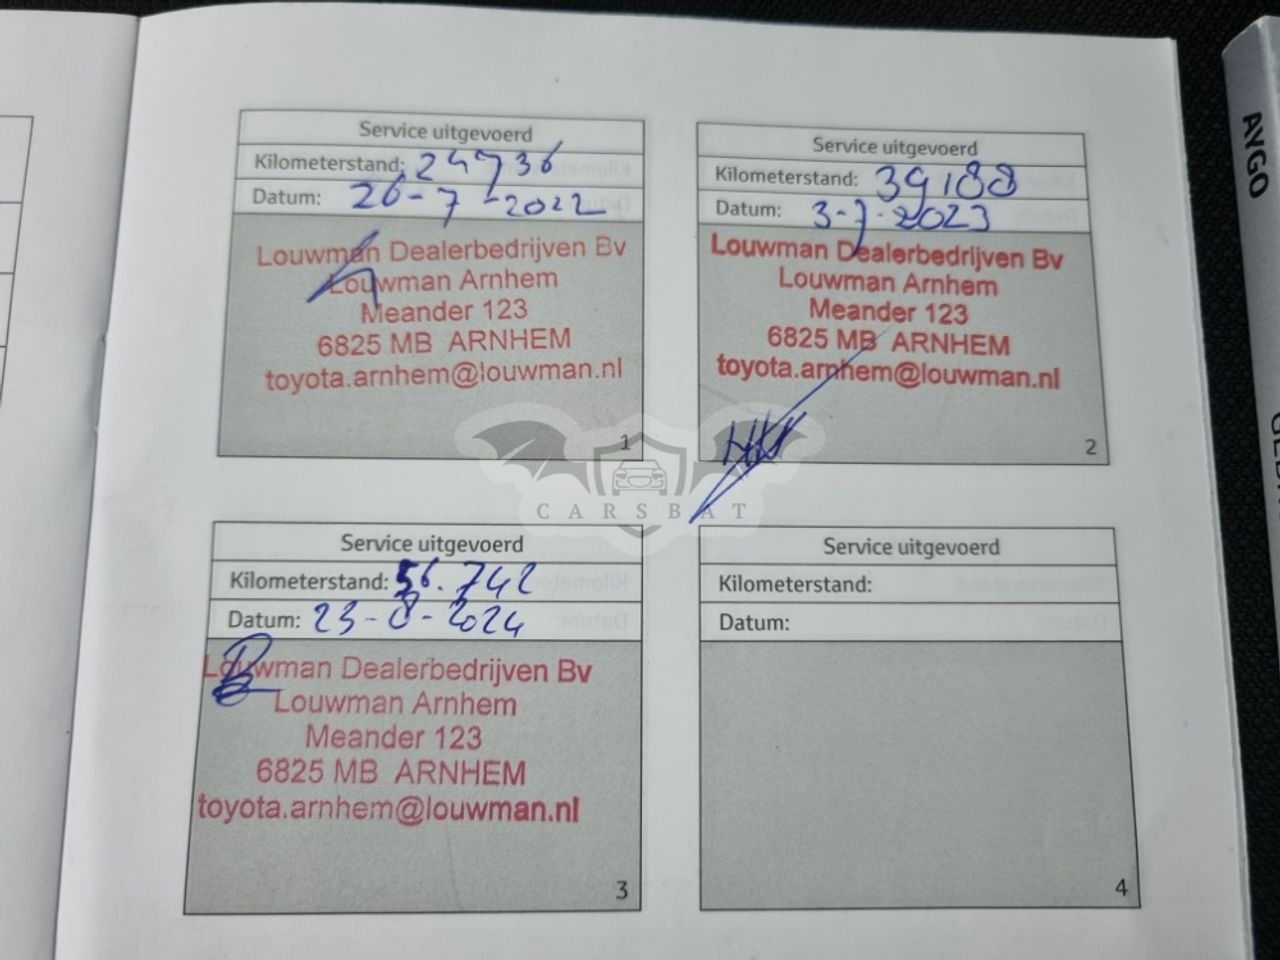 Service uitgevoerd
Kilometerstand: 24736
Datum: 26-7-2022
Louwman Dealerbedrijven Bv
Louwman Arnhem
Meander 123
6825 MB ARNHEM
toyota.arnhem@louwman.nl
1
Service uitgevoerd
Kilometerstand: 39188
Datum: 3-7-2023
Louwman Dealerbedrijven Bv
Louwman Arnhem
Meander 123
6825 MB ARNHEM
toyota.arnhem@louwman.nl
2
CARSBAT
Service uitgevoerd
Kilometerstand: 56.742
Datum: 23-8-2024
Louwman Dealerbedrijven Bv
Louwman Arnhem
Meander 123
6825 MB ARNHEM
toyota.arnhem@louwman.nl
3
Service uitgevoerd
Kilometerstand:
Datum:
4
AYGO